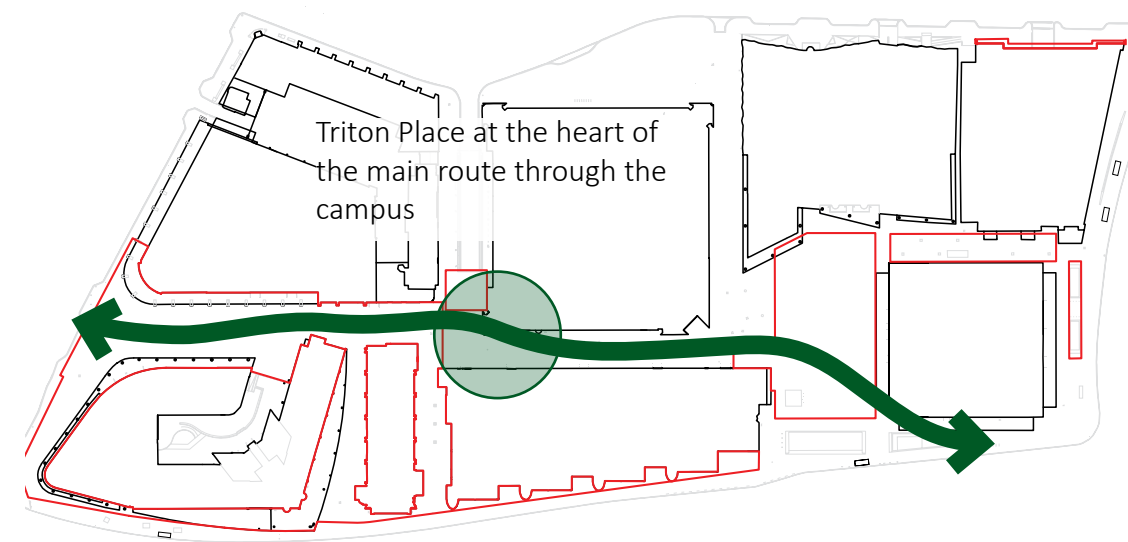 Triton Place at the heart of
the main route through the
campus